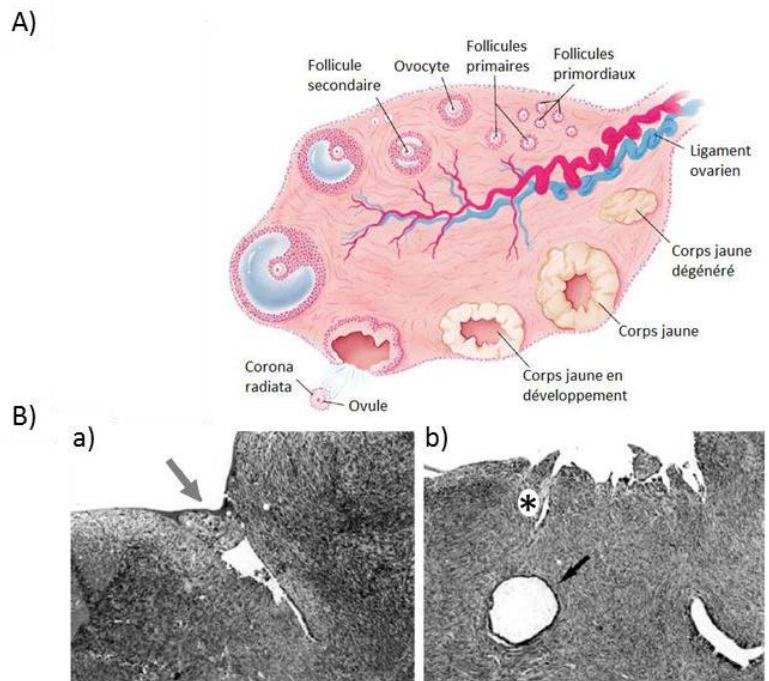 A)
Follicule
secondaire
Ovocyte
Follicules
primaires
Follicules
primordiaux
Ligament
ovarien
Corps jaune
dégénéré
Corps jaune
Corps jaune en
développement
Corona
radiata
Ovule
B)
a)
b)
*